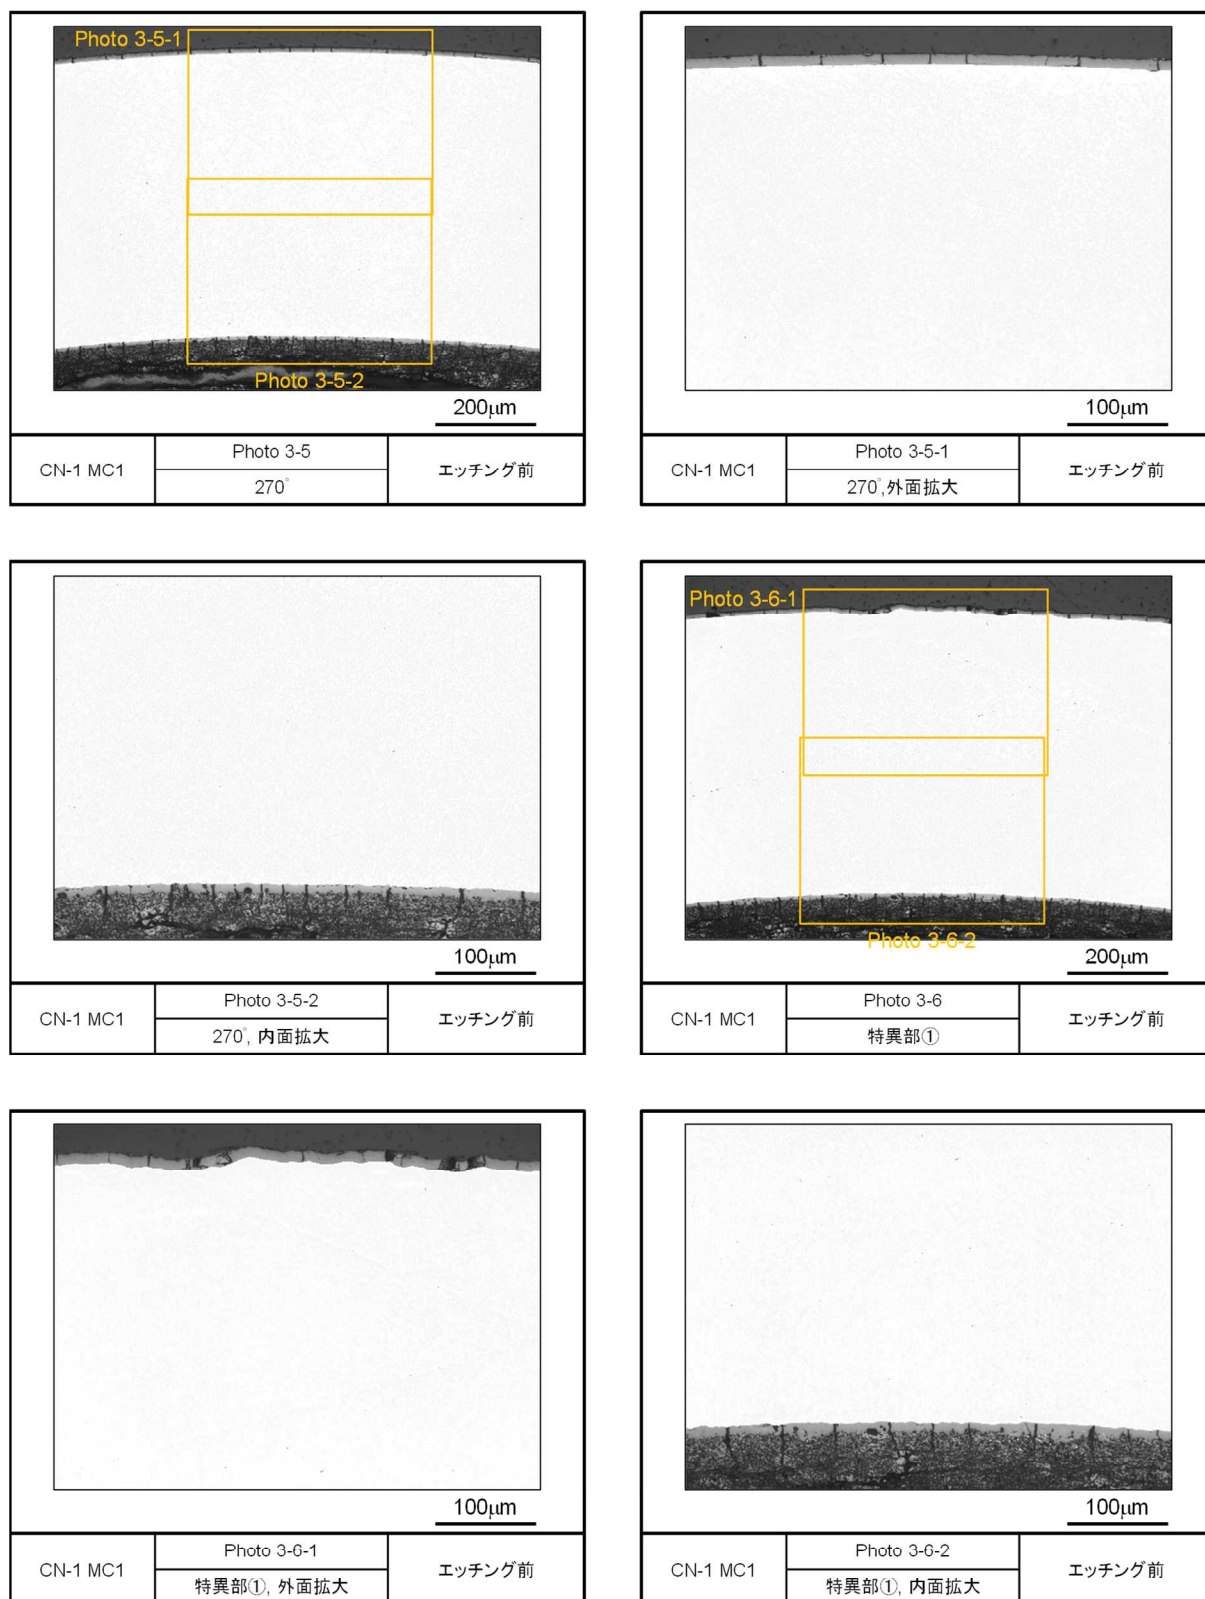 Photo 3-5-1
Photo 3-5-2
200μm
CN-1 MC1
Photo 3-5
270°
エッチング前
100μm
CN-1 MC1
Photo 3-5-1
270°,外面拡大
エッチング前
100μm
CN-1 MC1
Photo 3-5-2
270°, 内面拡大
エッチング前
Photo 3-6-1
Photo 3-6-2
200μm
CN-1 MC1
Photo 3-6
特異部①
エッチング前
100μm
CN-1 MC1
Photo 3-6-1
特異部①, 外面拡大
エッチング前
100μm
CN-1 MC1
Photo 3-6-2
特異部①, 内面拡大
エッチング前